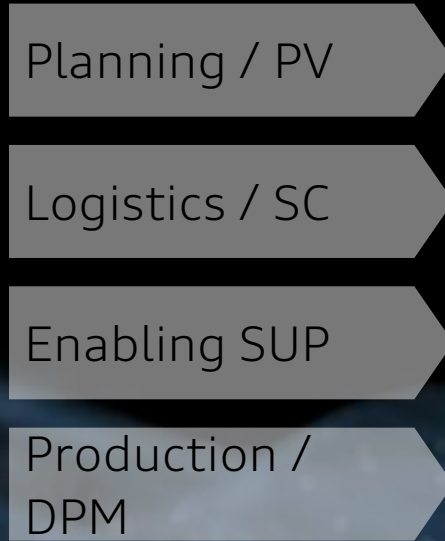 Planning / PV
Logistics / SC
Enabling SUP
Production /
DPM